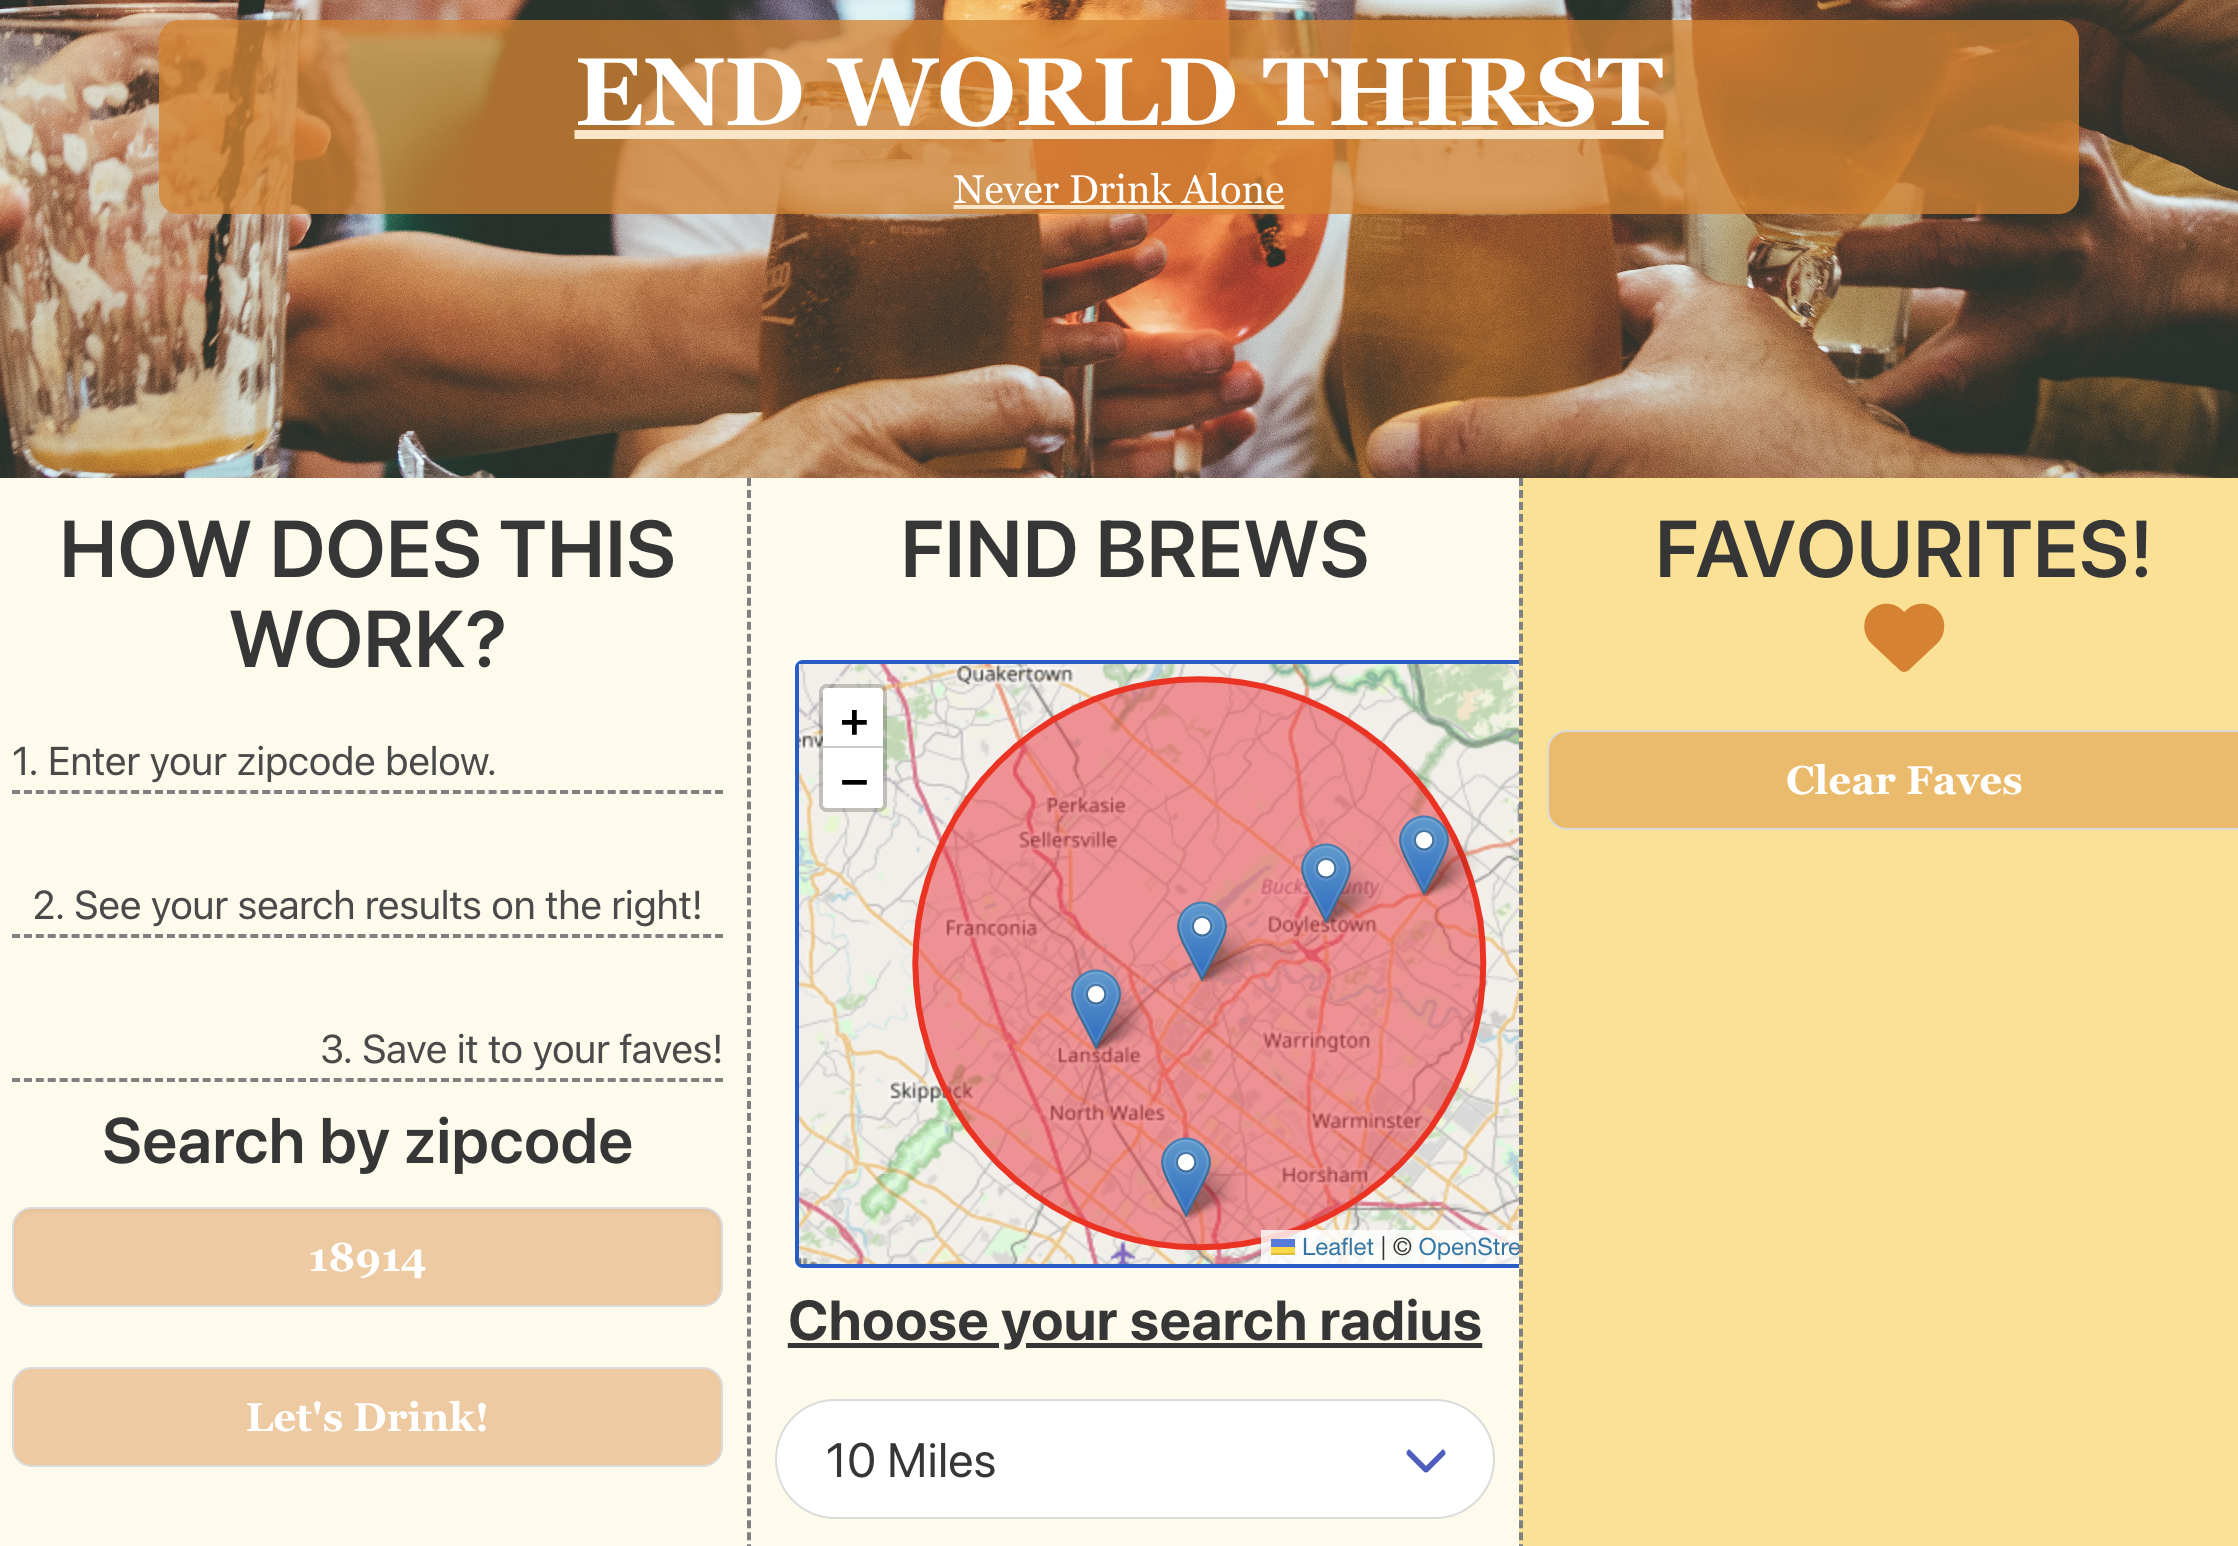 END WORLD THIRST
Never Drink Alone
HOW DOES THIS
WORK?
1. Enter your zipcode below.
2. See your search results on the right!
3. Save it to your faves!
Search by zipcode
18914
Let's Drink!
FIND BREWS
Quakertown
+
−
Perkasie
Sellersville
Franconia
Doylestown
Lansdale
Warrington
Skippack
North Wales
Warminster
Horsham
Leaflet | © OpenStre
Choose your search radius
10 Miles
FAVOURITES!
Clear Faves